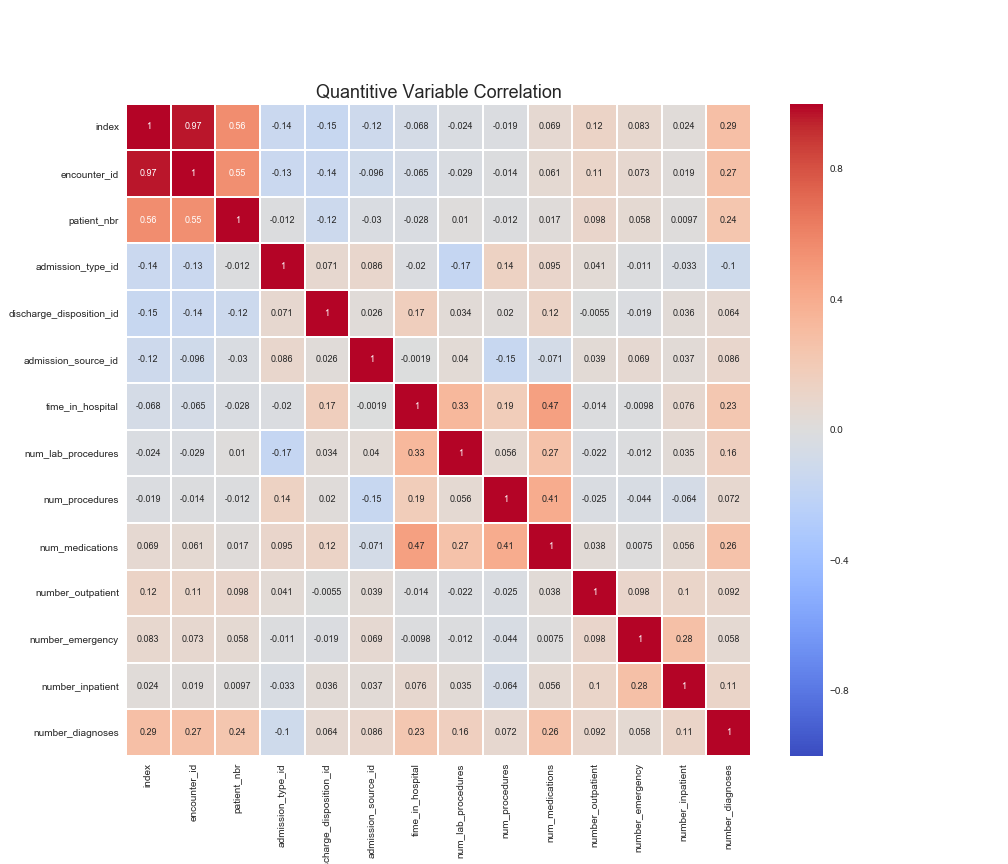 Quantitive Variable Correlation
index 1 0.97 0.56 -0.14 -0.15 -0.12 -0.068 -0.024 -0.019 0.069 0.12 0.083 0.024 0.29
encounter_id 0.97 1 0.55 -0.13 -0.14 -0.096 -0.065 -0.029 -0.014 0.061 0.11 0.073 0.019 0.27
patient_nbr 0.56 0.55 1 -0.012 -0.12 -0.03 -0.028 0.01 -0.012 0.017 0.098 0.058 0.0097 0.24
admission_type_id -0.14 -0.13 -0.012 1 0.071 0.086 -0.02 -0.17 0.14 0.095 0.041 -0.011 -0.033 -0.1
discharge_disposition_id -0.15 -0.14 -0.12 0.071 1 0.026 0.17 0.034 0.02 0.12 -0.0055 -0.019 0.036 0.064
admission_source_id -0.12 -0.096 -0.03 0.086 0.026 1 -0.0019 0.04 -0.15 -0.071 0.039 0.069 0.037 0.086
time_in_hospital -0.068 -0.065 -0.028 -0.02 0.17 -0.0019 1 0.33 0.19 0.47 -0.014 -0.0098 0.076 0.23
num_lab_procedures -0.024 -0.029 0.01 -0.17 0.034 0.04 0.33 1 0.056 0.27 -0.022 -0.012 0.035 0.16
num_procedures -0.019 -0.014 -0.012 0.14 0.02 -0.15 0.19 0.056 1 0.41 -0.025 -0.044 -0.064 0.072
num_medications 0.069 0.061 0.017 0.095 0.12 -0.071 0.47 0.27 0.41 1 0.038 0.0075 0.056 0.26
number_outpatient 0.12 0.11 0.098 0.041 -0.0055 0.039 -0.014 -0.022 -0.025 0.038 1 0.098 0.1 0.092
number_emergency 0.083 0.073 0.058 -0.011 -0.019 0.069 -0.0098 -0.012 -0.044 0.0075 0.098 1 0.28 0.058
number_inpatient 0.024 0.019 0.0097 -0.033 0.036 0.037 0.076 0.035 -0.064 0.056 0.1 0.28 1 0.11
number_diagnoses 0.29 0.27 0.24 -0.1 0.064 0.086 0.23 0.16 0.072 0.26 0.092 0.058 0.11 1
index
encounter_id
patient_nbr
admission_type_id
charge_disposition_id
admission_source_id
time_in_hospital
num_lab_procedures
num_procedures
num_medications
number_outpatient
number_emergency
number_inpatient
number_diagnoses
0.8
0.4
0.0
−0.4
−0.8